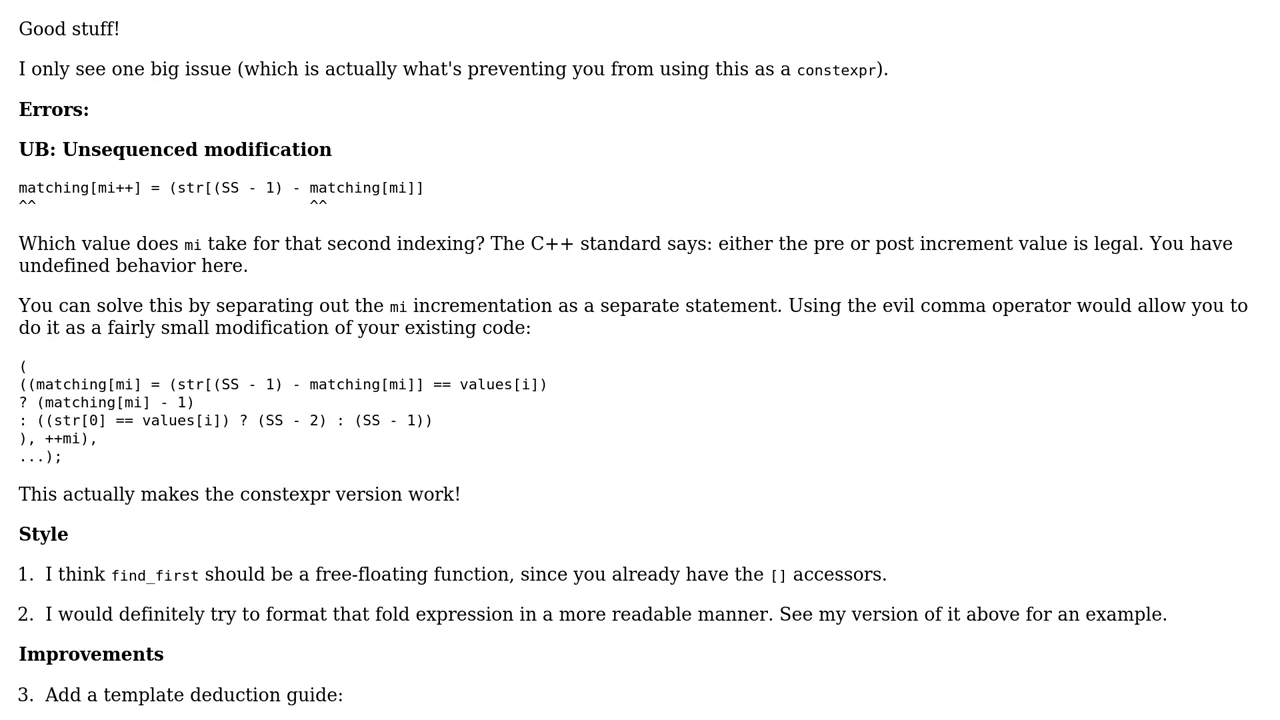 Good stuff!
I only see one big issue (which is actually what's preventing you from using this as a constexpr).
Errors:
UB: Unsequenced modification
matching[mi++] = (str[(SS - 1) - matching[mi]]
^^                               ^^
Which value does mi take for that second indexing? The C++ standard says: either the pre or post increment value is legal. You have
undefined behavior here.
You can solve this by separating out the mi incrementation as a separate statement. Using the evil comma operator would allow you to
do it as a fairly small modification of your existing code:
(
((matching[mi] = (str[(SS - 1) - matching[mi]] == values[i])
? (matching[mi] - 1)
: ((str[0] == values[i]) ? (SS - 2) : (SS - 1))
), ++mi),
...);
This actually makes the constexpr version work!
Style
1. I think find_first should be a free-floating function, since you already have the [] accessors.
2. I would definitely try to format that fold expression in a more readable manner. See my version of it above for an example.
Improvements
3. Add a template deduction guide: